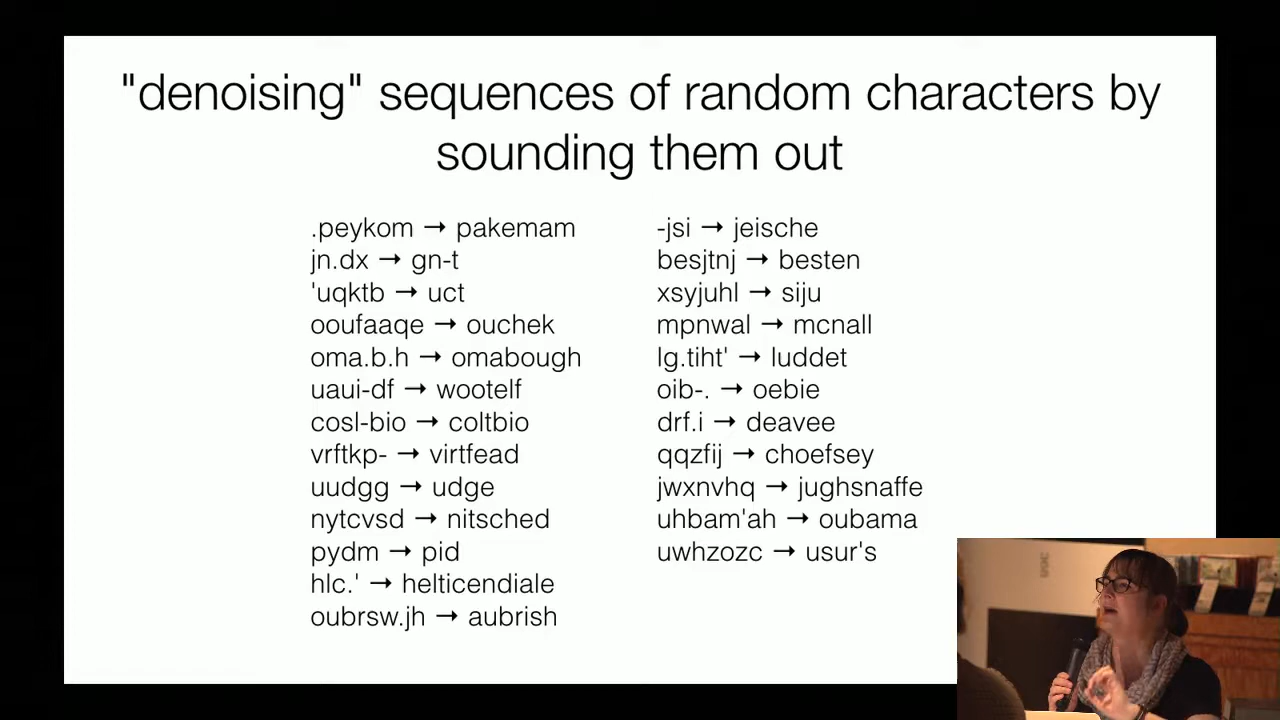 "denoising" sequences of random characters by
sounding them out
.peykom → pakemam
jn.dx → gn-t
'uqktb → uct
ooufaaqe → ouchek
oma.b.h → omabough
uaui-df → wootelf
cosl-bio → coltbio
vrftkp- → virtfead
uudgg → udge
nytcvsd → nitsched
pydm → pid
hlc.' → helticendiale
oubrsw.jh → aubrish
-jsi → jeische
besjtnj → besten
xsyjuhl → siju
mpnwal → mcnall
lg.tiht' → luddet
oib-. → oebie
drf.i → deavee
qqzfij → choefsey
jwxnvhq → jughsnaffe
uhbam'ah → oubama
uwhzozc → usur's